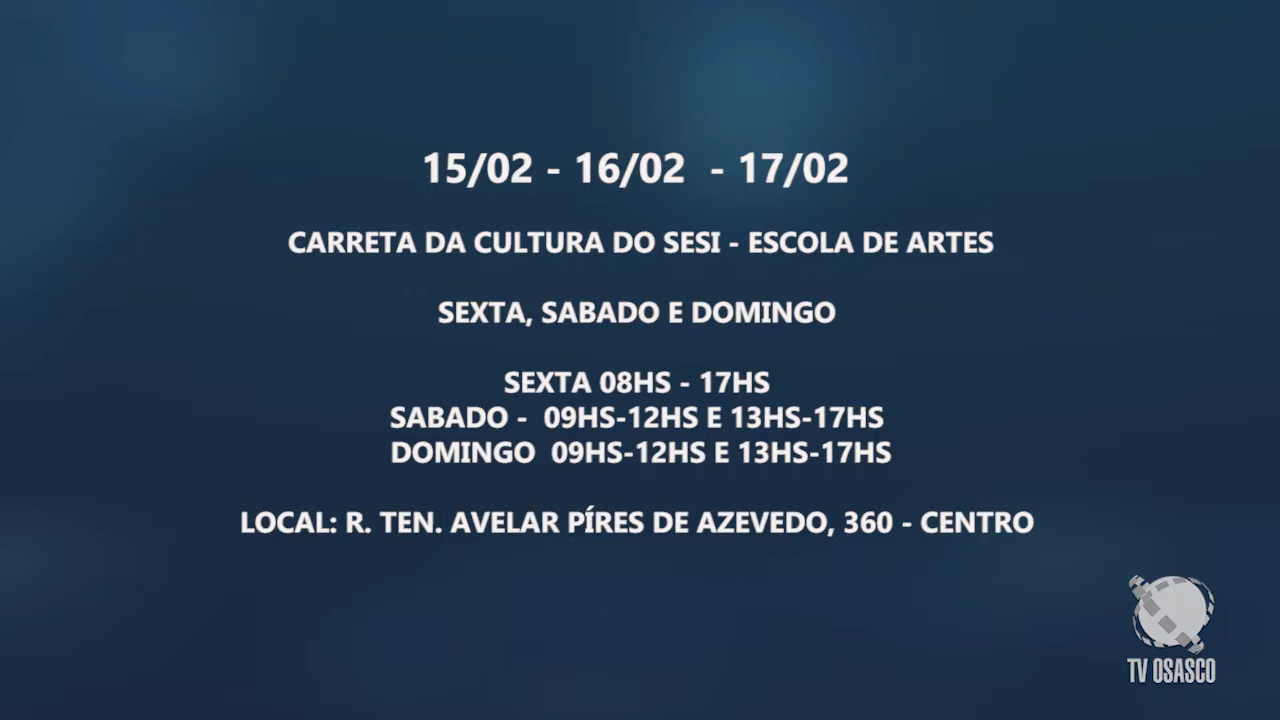 15/02 - 16/02 - 17/02
CARRETA DA CULTURA DO SESI - ESCOLA DE ARTES
SEXTA, SABADO E DOMINGO
SEXTA 08HS - 17HS
SABADO - 09HS-12HS E 13HS-17HS
DOMINGO 09HS-12HS E 13HS-17HS
LOCAL: R. TEN. AVELAR PÍRES DE AZEVEDO, 360 - CENTRO
TV OSASCO